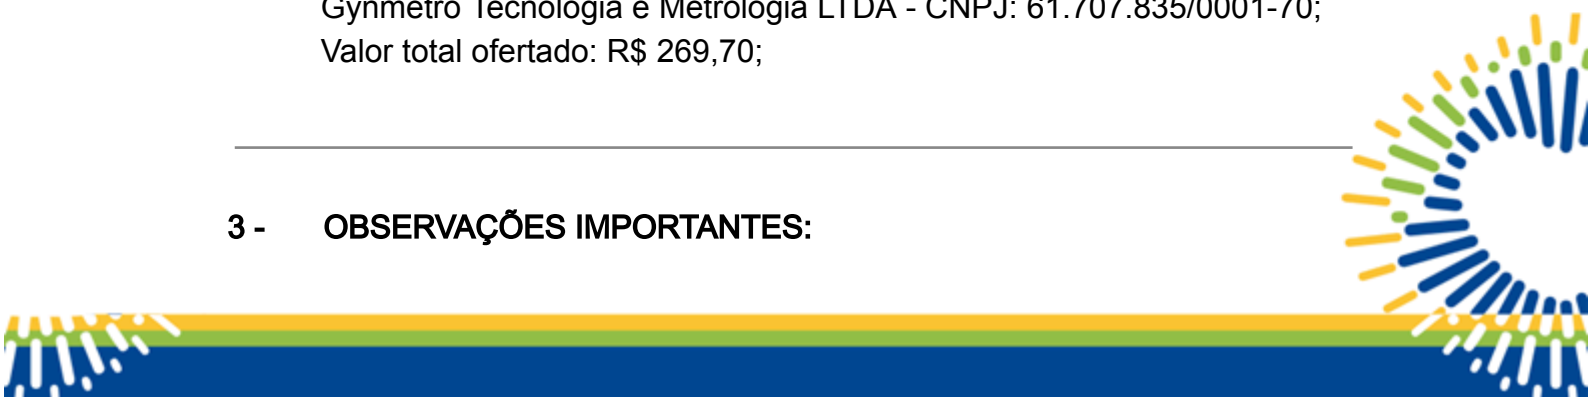 Gynmetro Tecnologia e Metrologia LTDA - CNPJ: 61.707.835/0001-70;
Valor total ofertado: R$ 269,70;
3 - OBSERVAÇÕES IMPORTANTES: